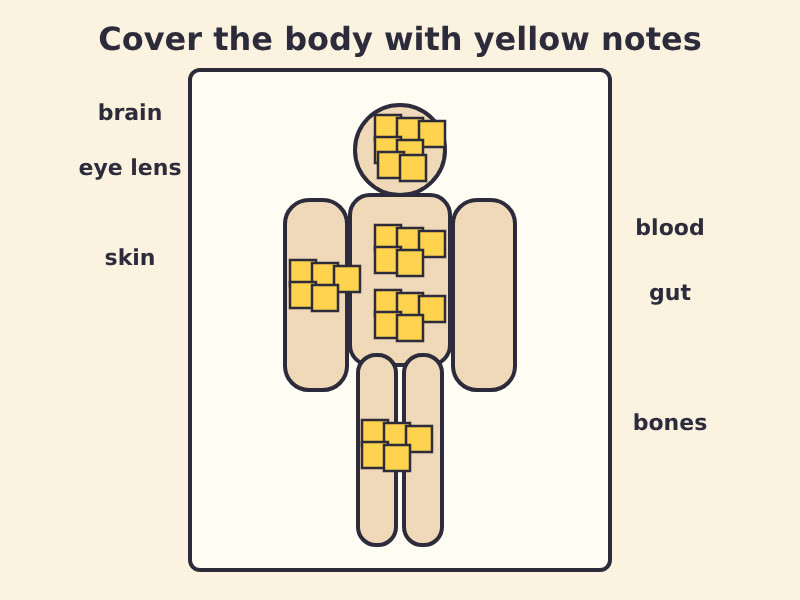 Cover the body with yellow notes
brain
eye lens
skin
blood
gut
bones